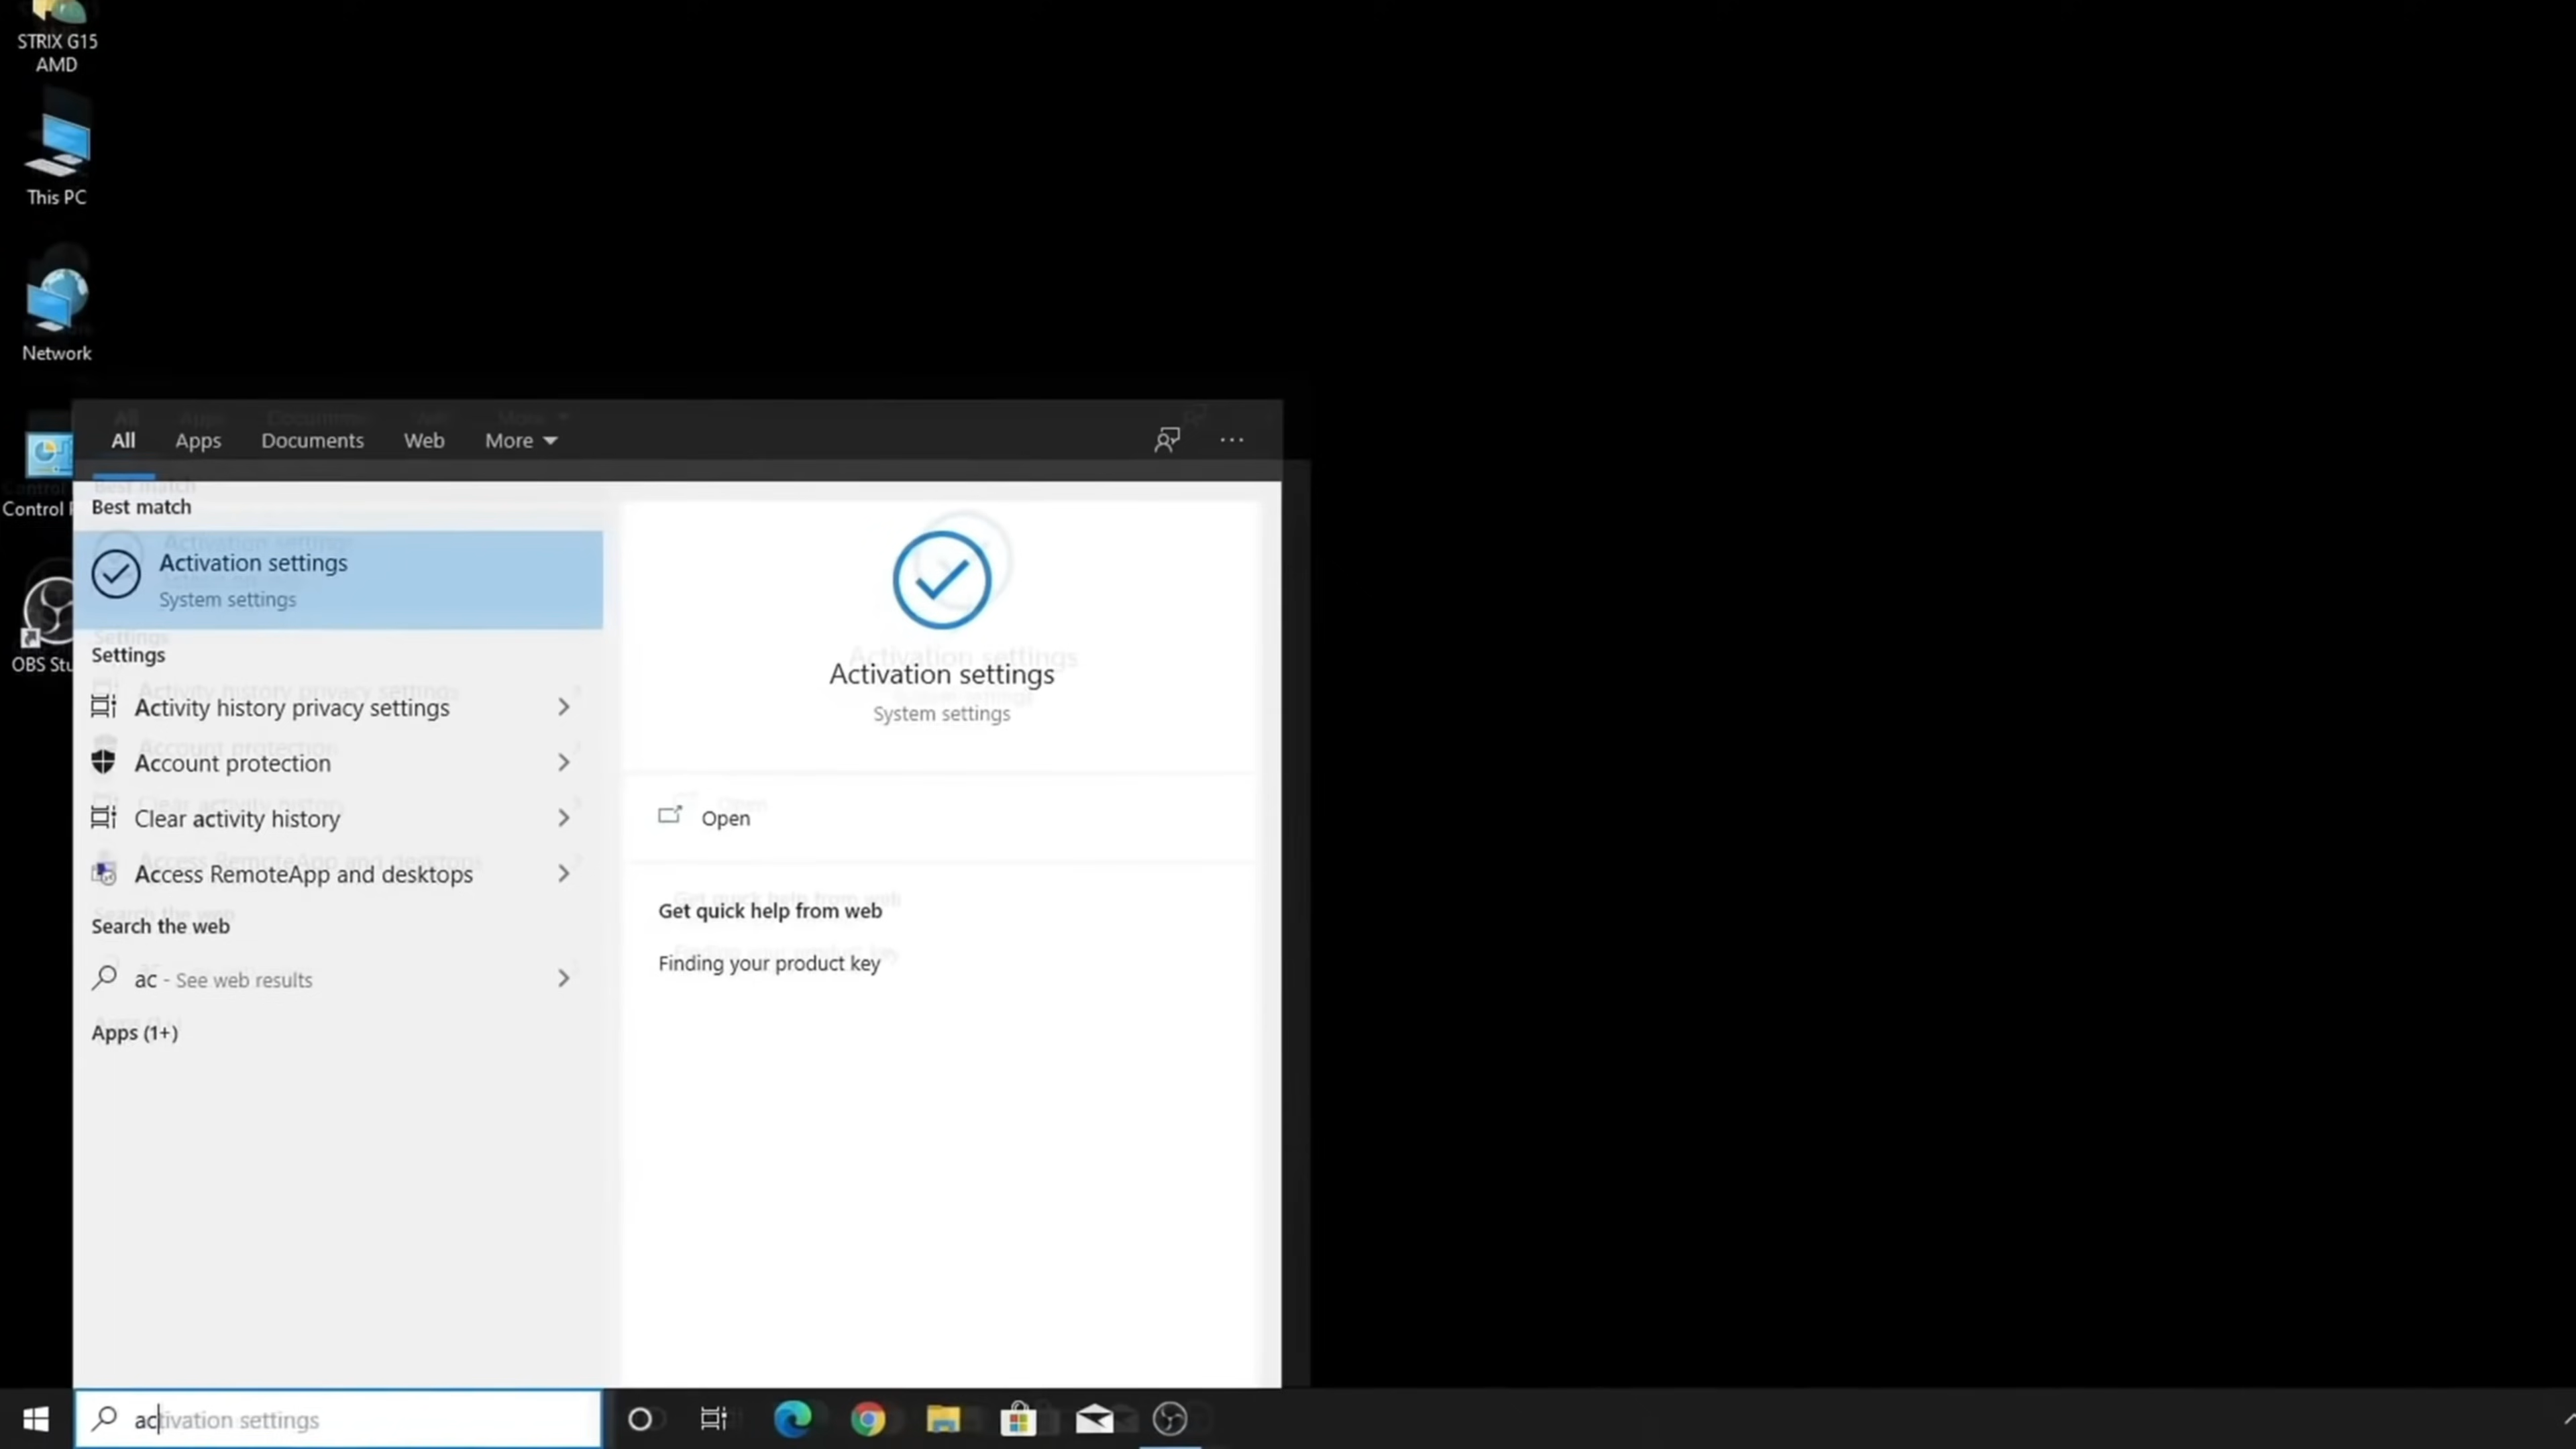 STRIX G15
AMD
This PC
Network
Control
OBS Stu
All Apps Documents Web More
Best match
Activation settings
System settings
Settings
Activity history privacy settings
Account protection
Clear activity history
Access RemoteApp and desktops
Search the web
ac - See web results
Apps (1+)
Activation settings
System settings
Open
Get quick help from web
Finding your product key
activation settings